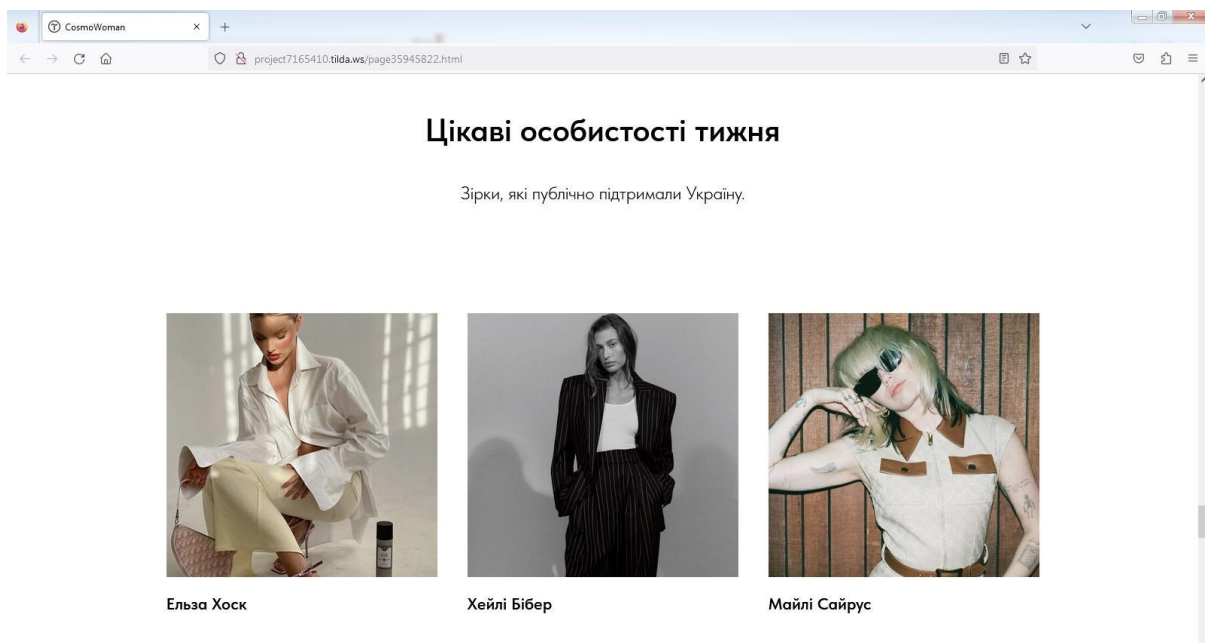 CosmoWoman
project7165410.tilda.ws/page35945822.html
Цікаві особистості тижня
Зірки, які публічно підтримали Україну.
Ельза Хоск
Хейлі Бібер
Майлі Сайрус